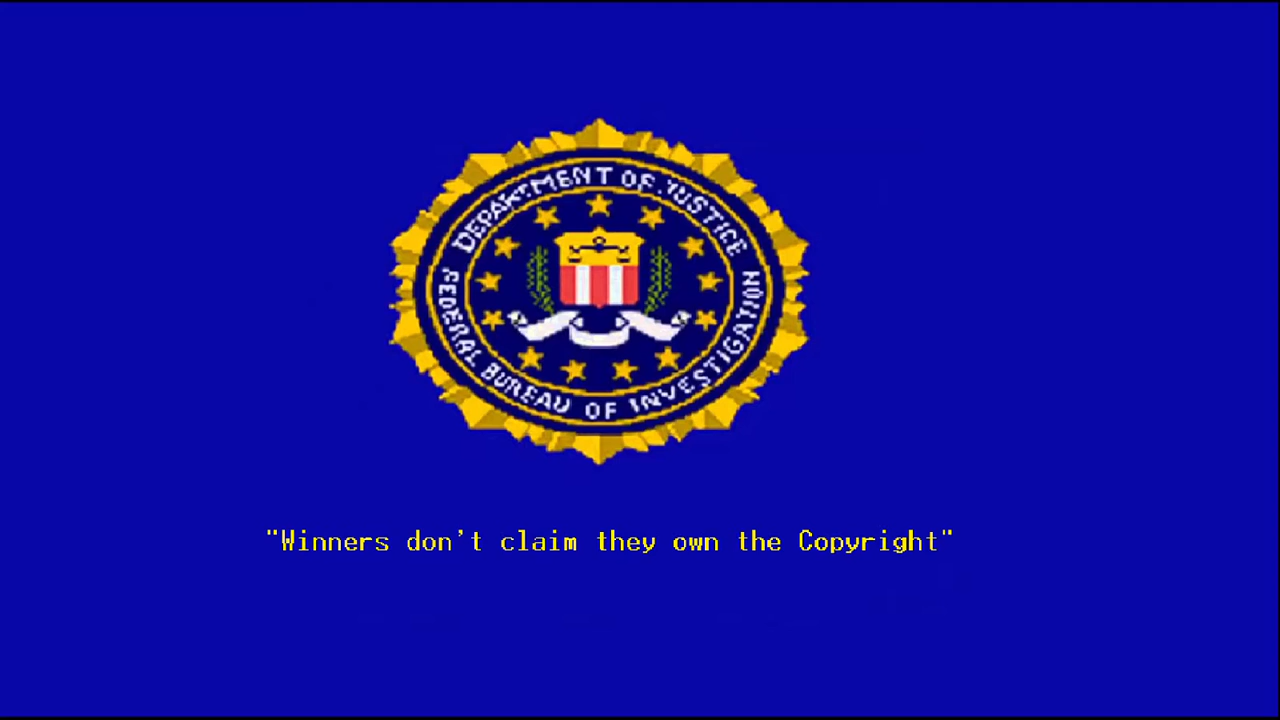 DEPARTMENT OF JUSTICE
FEDERAL BUREAU OF INVESTIGATION
"Winners don't claim they own the Copyright"